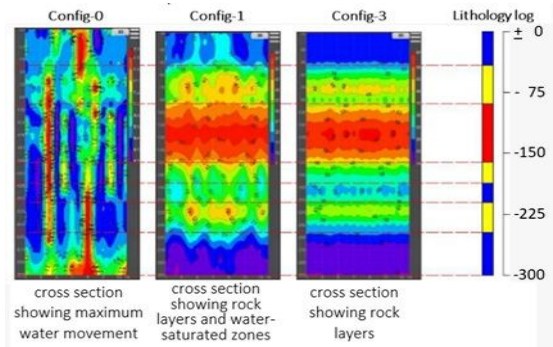 Config-0
Config-1
Config-3
Lithology log
± 0
- 75
-150
-225
-300
cross section
showing maximum
water movement
cross section
showing rock
layers and water-
saturated zones
cross section
showing rock
layers